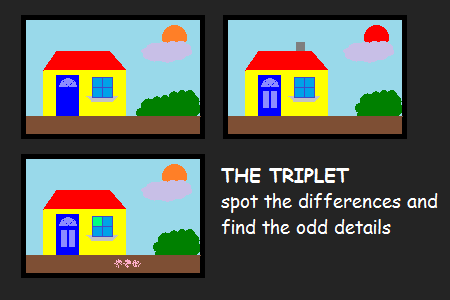 THE TRIPLET
spot the differences and
find the odd details